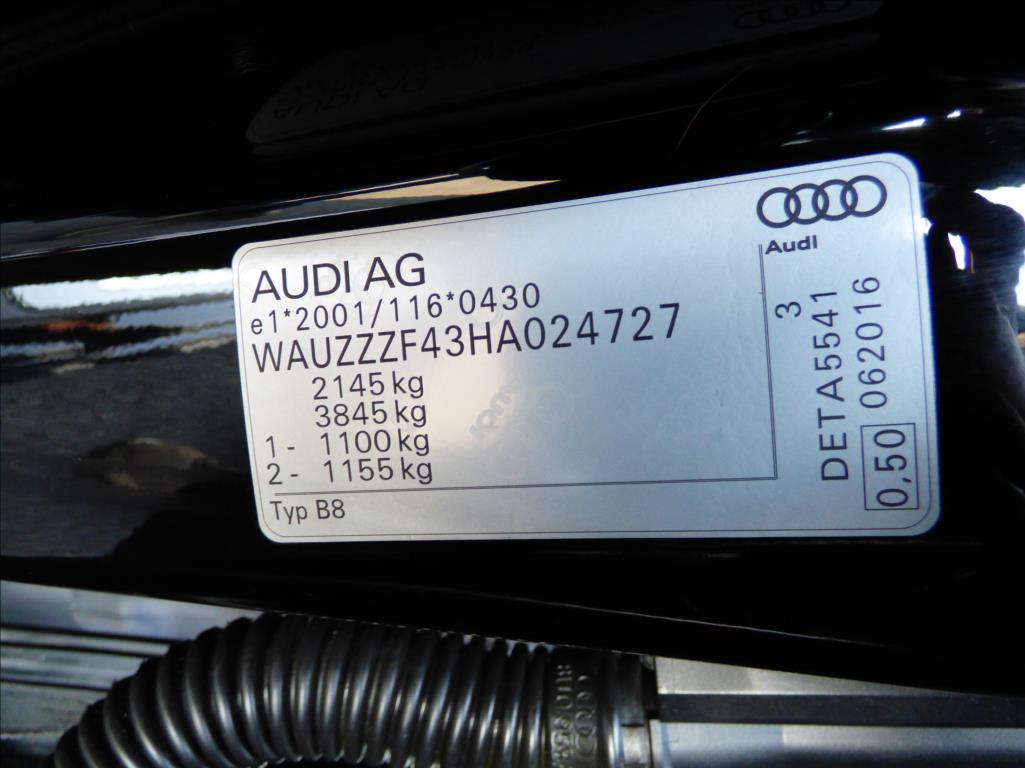 AUDI AG
e1*2001/116*0430
WAUZZZF43HA024727
2145 kg
3845 kg
1 - 1100 kg
2 - 1155 kg
Typ B8
Audi
3
DETA5541
0,50 062016